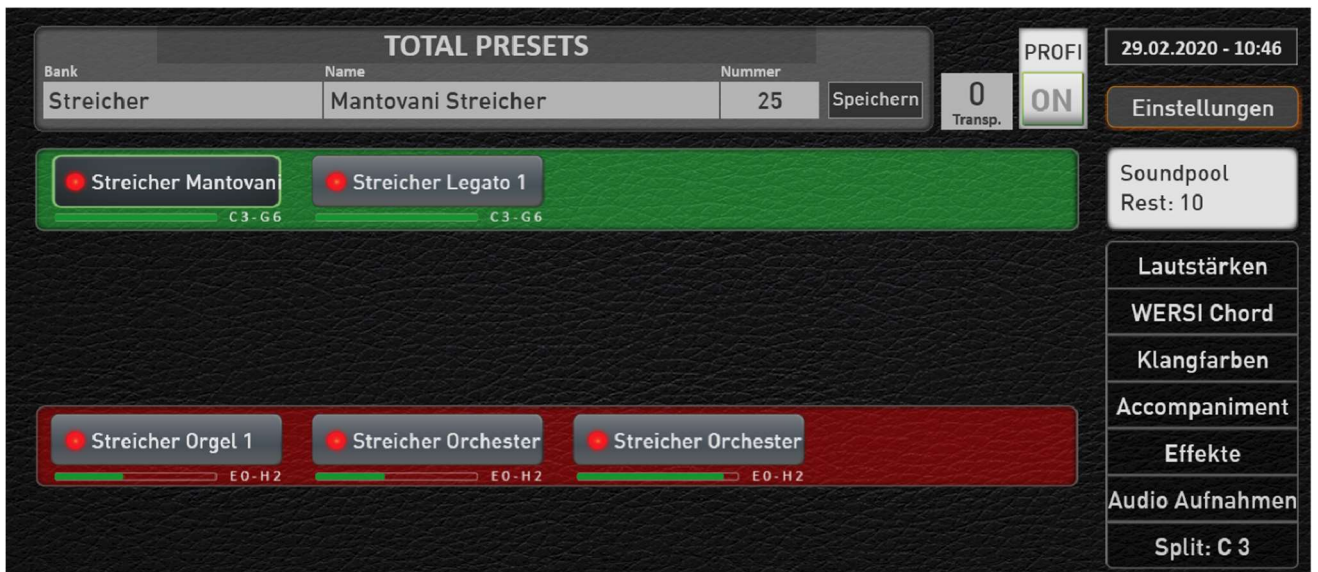 TOTAL PRESETS
Bank Name Nummer
Streicher Mantovani Streicher 25 Speichern
0
Transp.
PROFI
ON
29.02.2020 - 10:46
Einstellungen
Streicher Mantovani Streicher Legato 1
C3-G6 C3-G6
Soundpool
Rest: 10
Lautstärken
WERSI Chord
Klangfarben
Accompaniment
Effekte
Audio Aufnahmen
Split: C 3
Streicher Orgel 1 Streicher Orchester Streicher Orchester
E0-H2 E0-H2 E0-H2